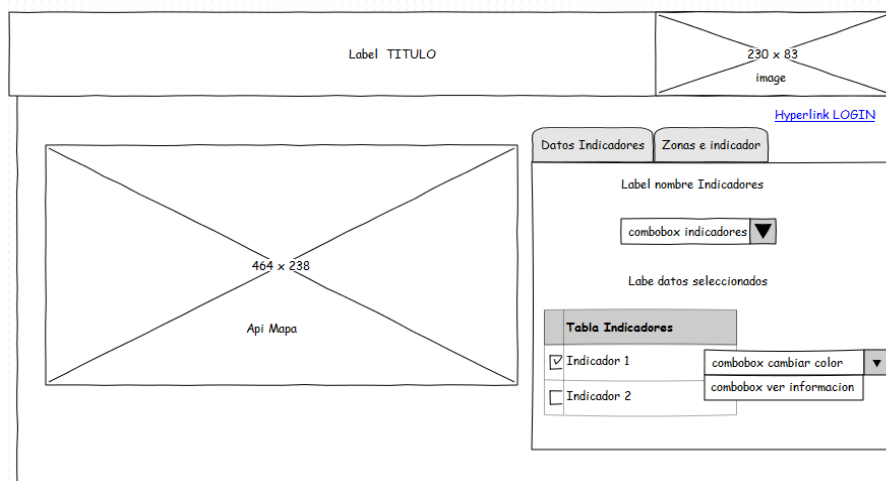 Label TITULO
230 x 83
image
Hyperlink LOGIN
Datos Indicadores
Zonas e indicador
Label nombre Indicadores
combobox indicadores
464 x 238
Labe datos seleccionados
Api Mapa
Tabla Indicadores
Indicador 1
combobox cambiar color
combobox ver informacion
Indicador 2